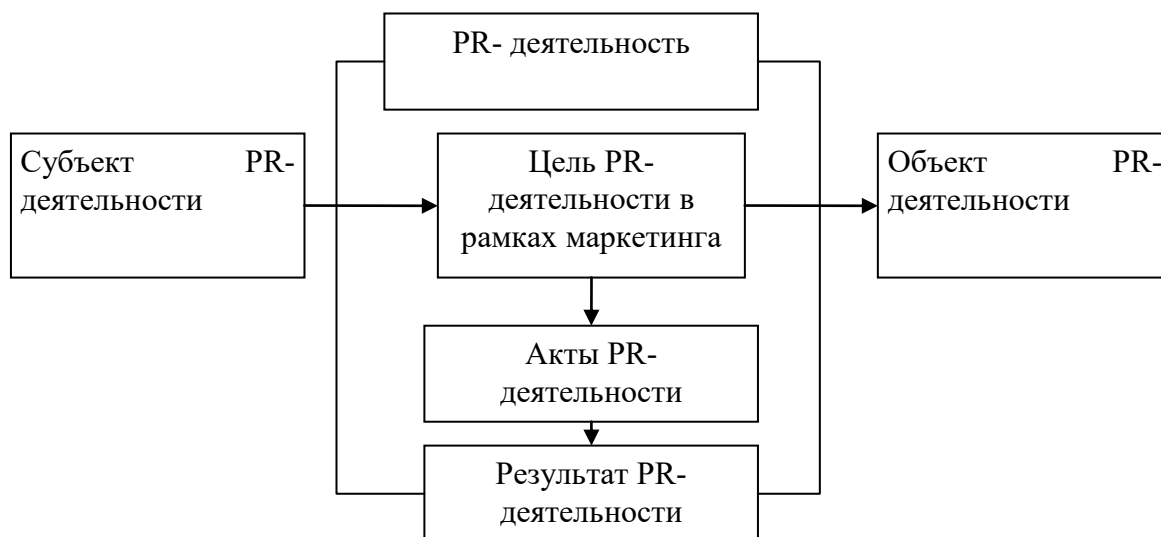 PR- деятельность
Субъект PR-
деятельности
Цель PR-
деятельности в
рамках маркетинга
Объект PR-
деятельности
Акты PR-
деятельности
Результат PR-
деятельности